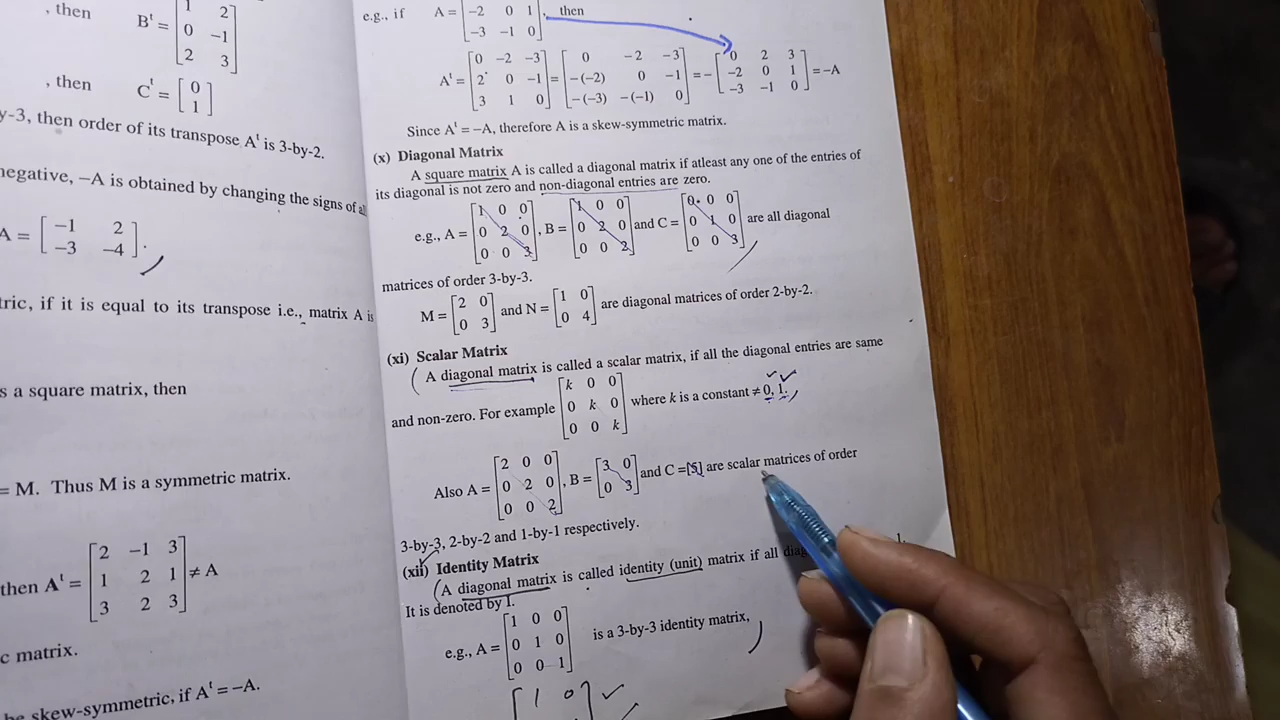 , then
B^t = [1 2
0 -1
2 3]
, then
C^t = [0
1]
y-3, then order of its transpose A^t is 3-by-2.
negative, –A is obtained by changing the signs of
A = [-1 2
-3 -4].
tric, if it is equal to its transpose i.e., matrix A is
s a square matrix, then
= M. Thus M is a symmetric matrix.
then A^t = [2 -1 3
1 2 1
3 2 3] ≠ A
c matrix.
be skew-symmetric, if A^t = –A.
e.g., if A = [-2 0 1
-3 -1 0], then
A^t = [0 -2 -3
2 0 -1
3 1 0] = [0 -2 -3
-(-2) 0 -1
-(-3) -(-1) 0] = - [0 2 3
-2 0 1
-3 -1 0] = -A
Since A^t = –A, therefore A is a skew-symmetric matrix.
(x) Diagonal Matrix
A square matrix A is called a diagonal matrix if atleast any one of the entries of
its diagonal is not zero and non-diagonal entries are zero.
e.g., A = [1 0 0
0 2 0
0 0 3], B = [1 0 0
0 2 0
0 0 2] and C = [0 0 0
0 1 0
0 0 3] are all diagonal
matrices of order 3-by-3.
M = [2 0
0 3] and N = [1 0
0 4] are diagonal matrices of order 2-by-2.
(xi) Scalar Matrix
A diagonal matrix is called a scalar matrix, if all the diagonal entries are same
and non-zero. For example [k 0 0
0 k 0
0 0 k] where k is a constant ≠ 0, 1.
Also A = [2 0 0
0 2 0
0 0 2], B = [3 0
0 3] and C = [5] are scalar matrices of order
3-by-3, 2-by-2 and 1-by-1 respectively.
(xii) Identity Matrix
A diagonal matrix is called identity (unit) matrix if all 1.
It is denoted by I.
e.g., A = [1 0 0
0 1 0
0 0 1] is a 3-by-3 identity matrix,
[1 0]